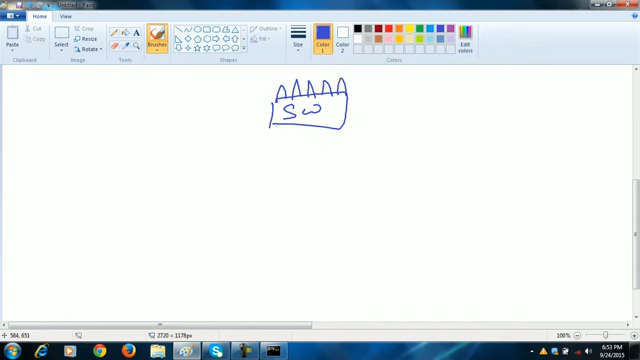 Untitled - Paint
Home View
Paste Cut Copy Select Crop Resize Rotate Brushes Outline Fill Size Color 1 Color 2 Edit colors
Clipboard Image Tools Shapes Colors
SW
584, 651 2720 × 1178px 100%
6:53 PM
9/24/2015